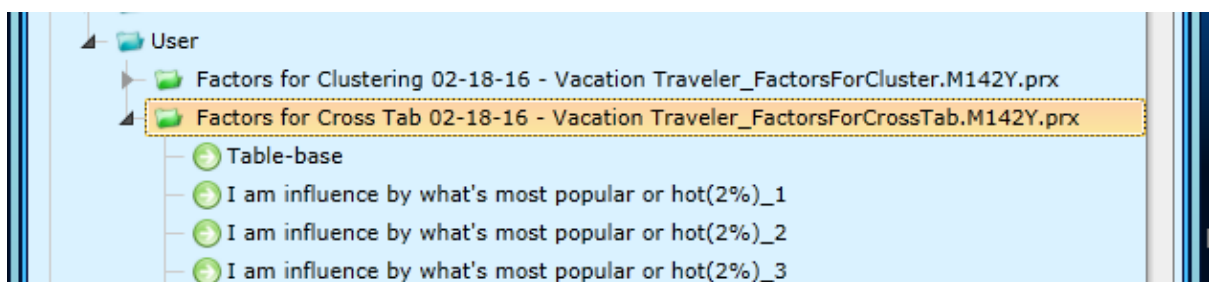 User
Factors for Clustering 02-18-16 - Vacation Traveler_FactorsForCluster.M142Y.prx
Factors for Cross Tab 02-18-16 - Vacation Traveler_FactorsForCrossTab.M142Y.prx
Table-base
I am influence by what's most popular or hot(2%)_1
I am influence by what's most popular or hot(2%)_2
I am influence by what's most popular or hot(2%)_3